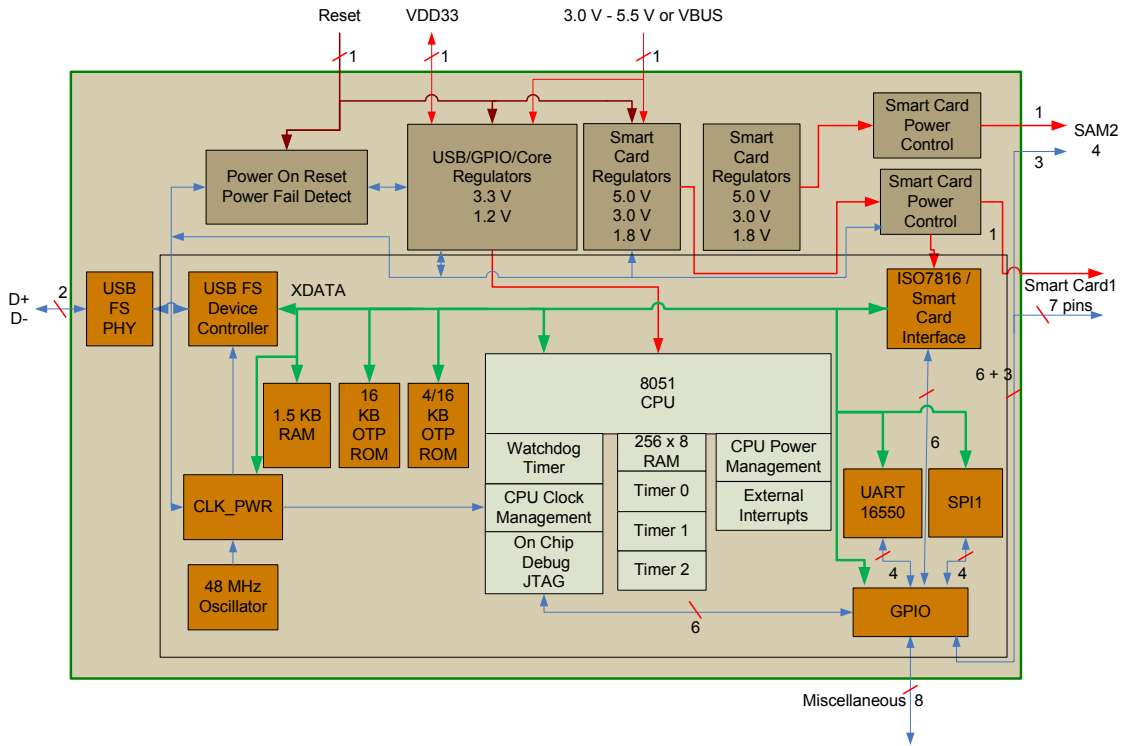 Reset
VDD33
3.0 V - 5.5 V or VBUS
1
1
1
Smart Card
Power
Control
1
SAM2
4
3
Power On Reset
Power Fail Detect
USB/GPIO/Core
Regulators
3.3 V
1.2 V
Smart
Card
Regulators
5.0 V
3.0 V
1.8 V
Smart
Card
Regulators
5.0 V
3.0 V
1.8 V
Smart Card
Power
Control
1
D+
D-
2
USB
FS
PHY
USB FS
Device
Controller
XDATA
ISO7816 /
Smart
Card
Interface
Smart Card1
7 pins
1.5 KB
RAM
16
KB
OTP
ROM
4/16
KB
OTP
ROM
8051
CPU
6 + 3
Watchdog
Timer
256 x 8
RAM
CPU Power
Management
6
CLK_PWR
CPU Clock
Management
Timer 0
External
Interrupts
UART
16550
SPI1
On Chip
Debug
JTAG
Timer 1
Timer 2
4
4
48 MHz
Oscillator
6
GPIO
Miscellaneous
8